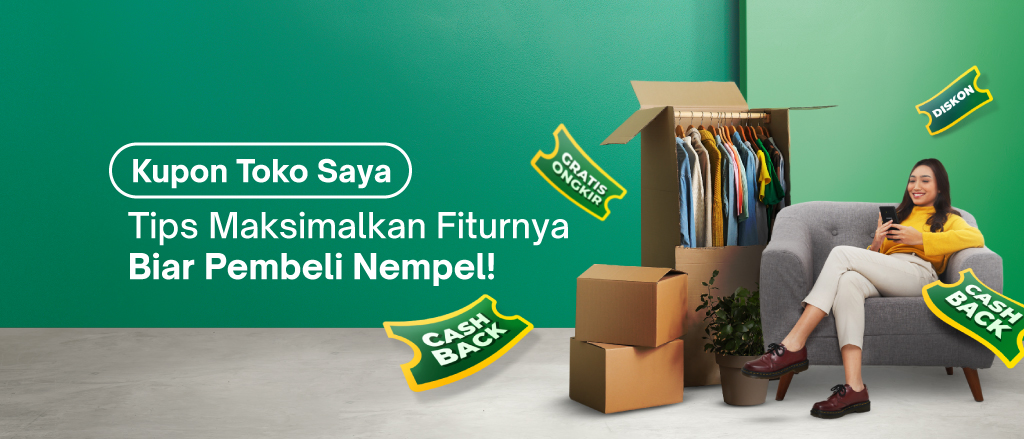 Kupon Toko Saya
Tips Maksimalkan Fiturnya
Biar Pembeli Nempel!
GRATIS
ONGKIR
DISKON
CASH
BACK
CASH
BACK